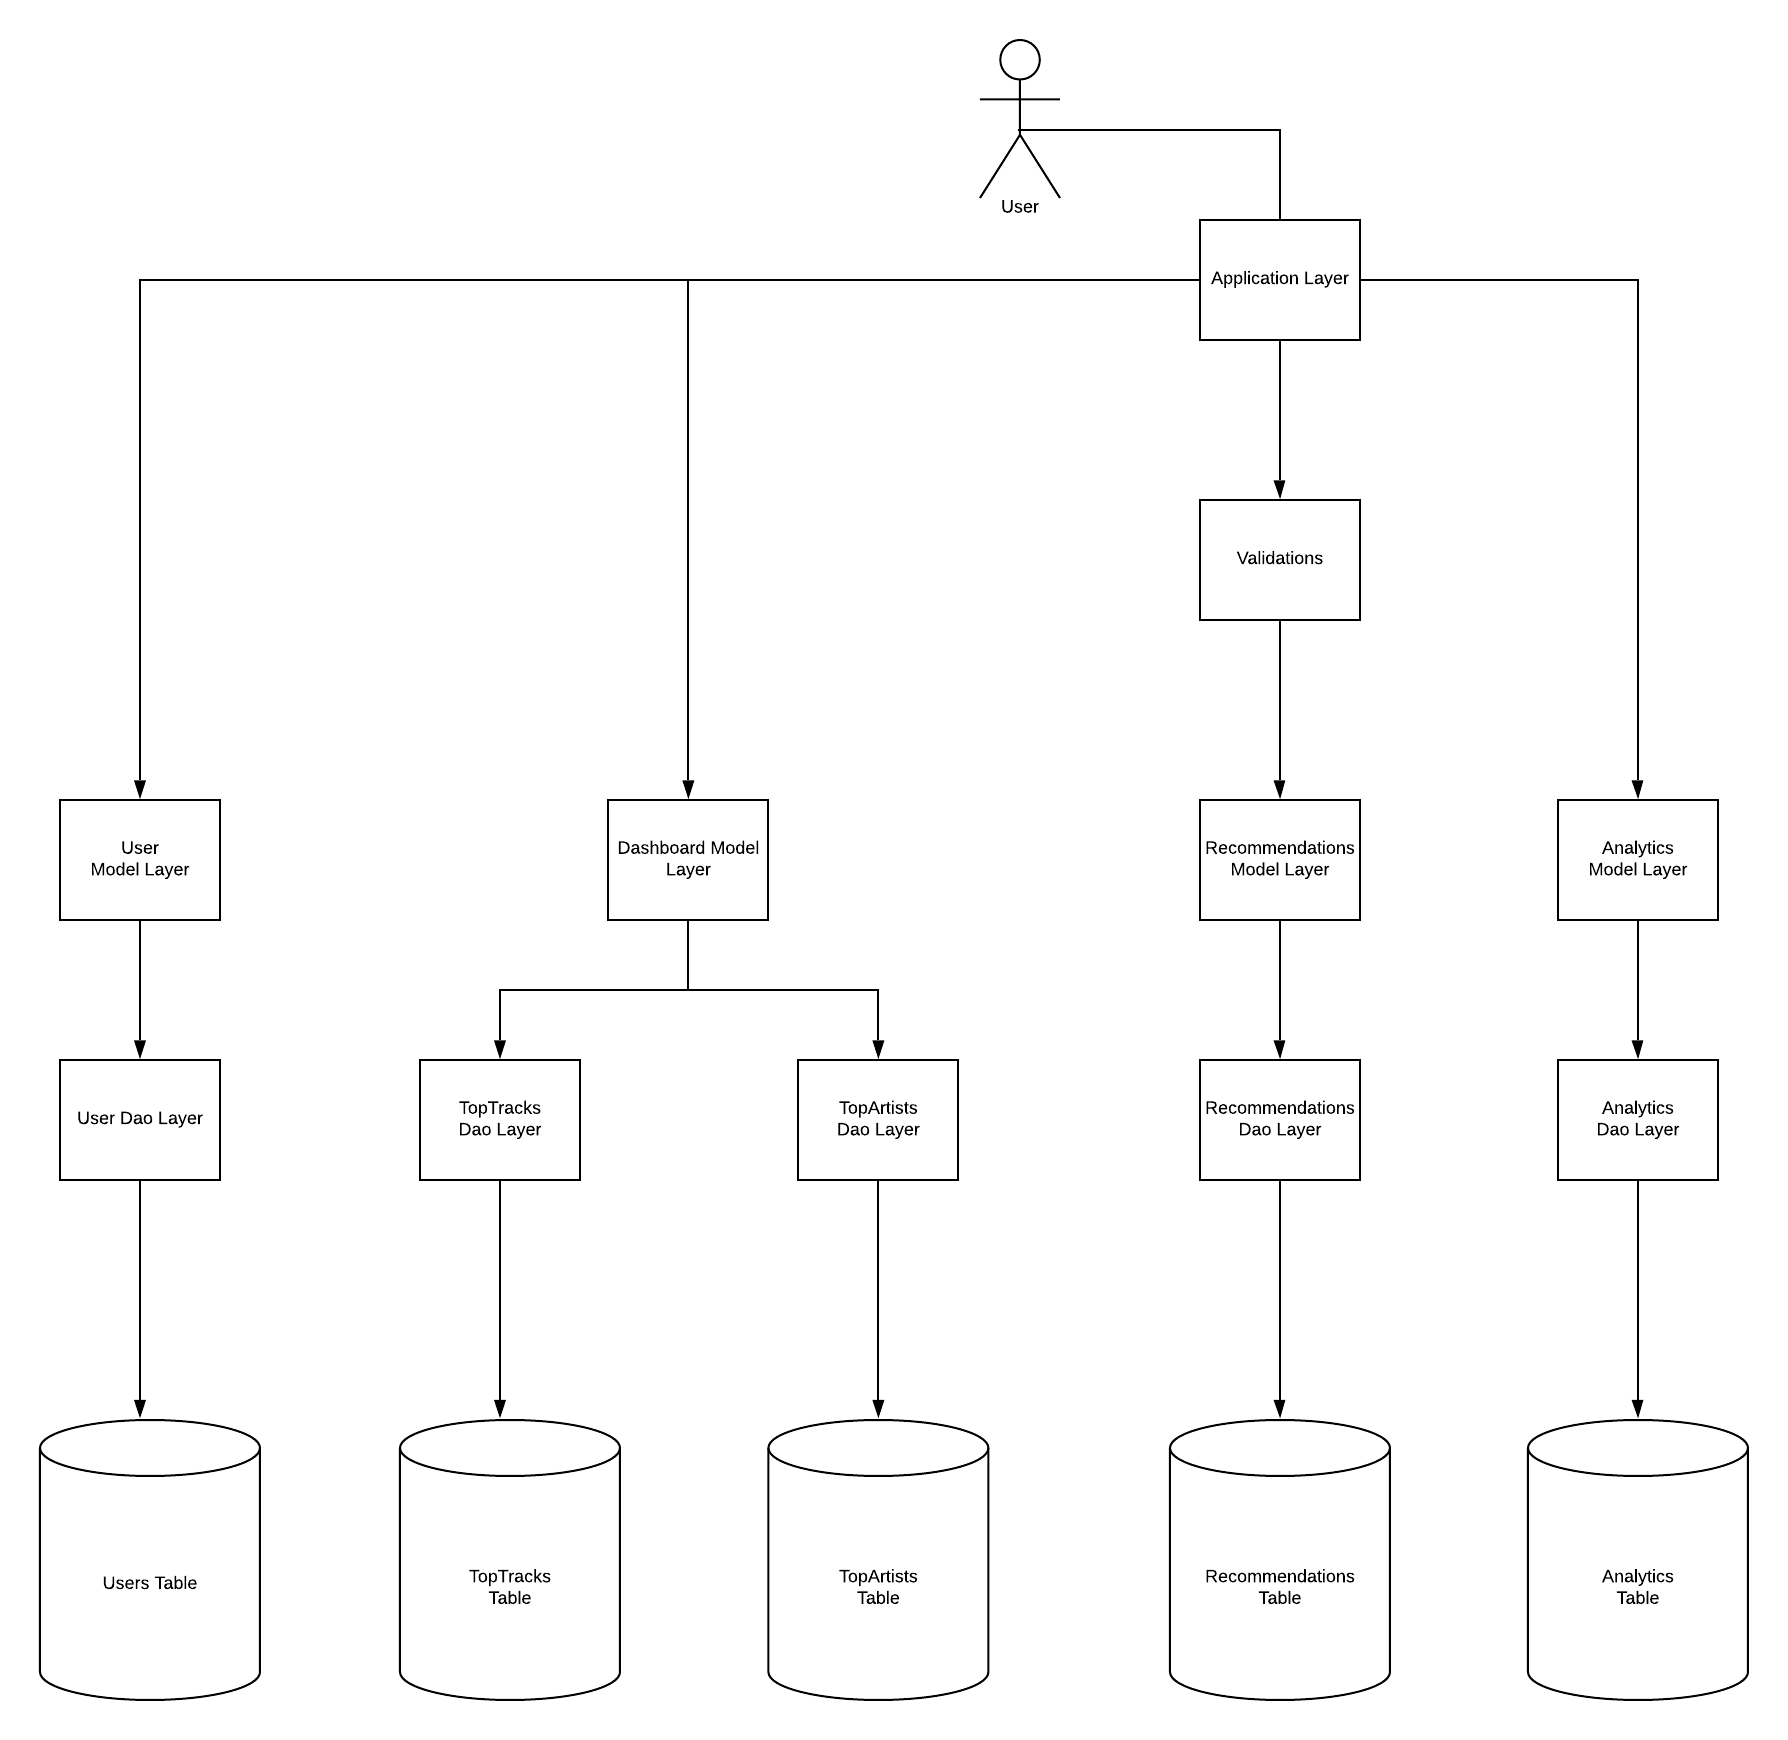 User
Application Layer
Validations
User
Model Layer
Dashboard Model
Layer
Recommendations
Model Layer
Analytics
Model Layer
User Dao Layer
TopTracks
Dao Layer
TopArtists
Dao Layer
Recommendations
Dao Layer
Analytics
Dao Layer
Users Table
TopTracks
Table
TopArtists
Table
Recommendations
Table
Analytics
Table